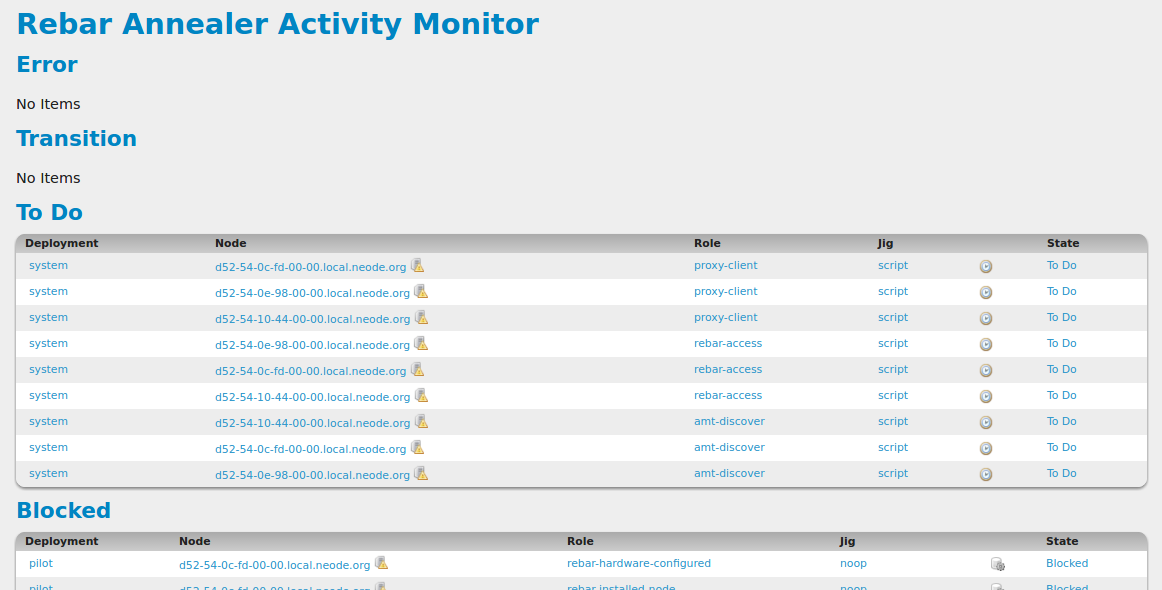 Rebar Annealer Activity Monitor
Error
No Items
Transition
No Items
To Do
Deployment Node Role Jig State
system d52-54-0c-fd-00-00.local.neode.org proxy-client script To Do
system d52-54-0e-98-00-00.local.neode.org proxy-client script To Do
system d52-54-10-44-00-00.local.neode.org proxy-client script To Do
system d52-54-0e-98-00-00.local.neode.org rebar-access script To Do
system d52-54-0c-fd-00-00.local.neode.org rebar-access script To Do
system d52-54-10-44-00-00.local.neode.org rebar-access script To Do
system d52-54-10-44-00-00.local.neode.org amt-discover script To Do
system d52-54-0c-fd-00-00.local.neode.org amt-discover script To Do
system d52-54-0e-98-00-00.local.neode.org amt-discover script To Do
Blocked
Deployment Node Role Jig State
pilot d52-54-0c-fd-00-00.local.neode.org rebar-hardware-configured noop Blocked
pilot d52-54-0c-fd-00-00.local.neode.org rebar-installed-node noop Blocked